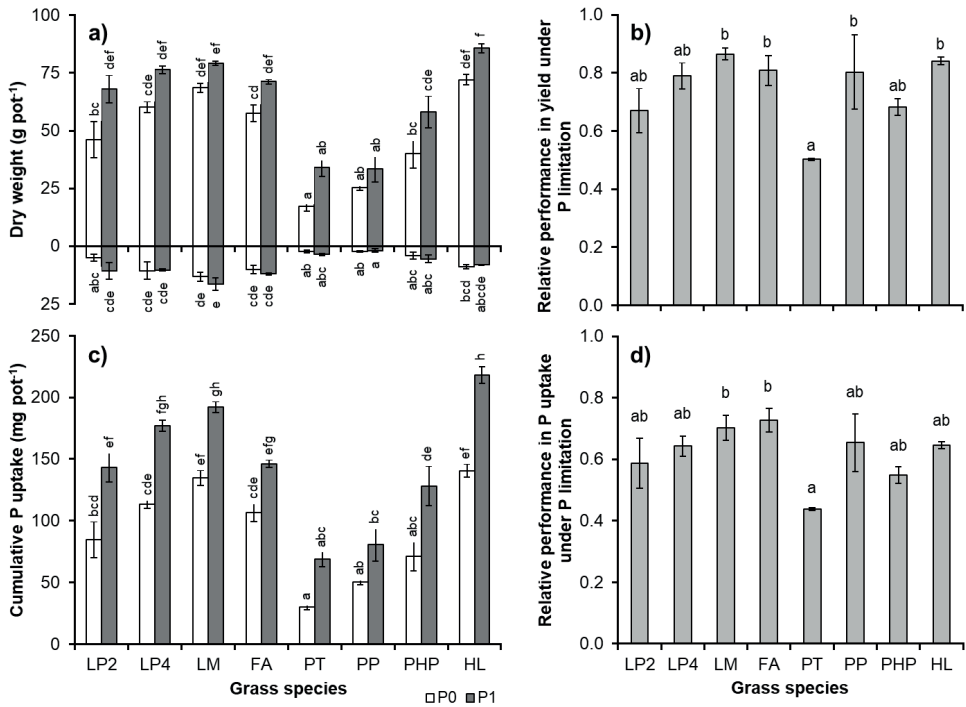 a)
Dry weight (g pot⁻¹)
100
75
50
25
0
25
bc def cde def def def cd def a ab ab ab bc cde def f
abc cde cde cde de e cde cde ab abc ab a abc abc bcd abcde
b)
Relative performance in yield under
P limitation
1.0
0.8
0.6
0.4
0.2
0.0
ab ab b b a b ab b
c)
Cumulative P uptake (mg pot⁻¹)
250
200
150
100
50
0
bcd ef cde fgh ef gh cde efg a abc ab bc abc de ef h
LP2 LP4 LM FA PT PP PHP HL
Grass species
P0 P1
d)
Relative performance in P uptake
under P limitation
1.0
0.8
0.6
0.4
0.2
0.0
ab ab b b a ab ab ab
LP2 LP4 LM FA PT PP PHP HL
Grass species